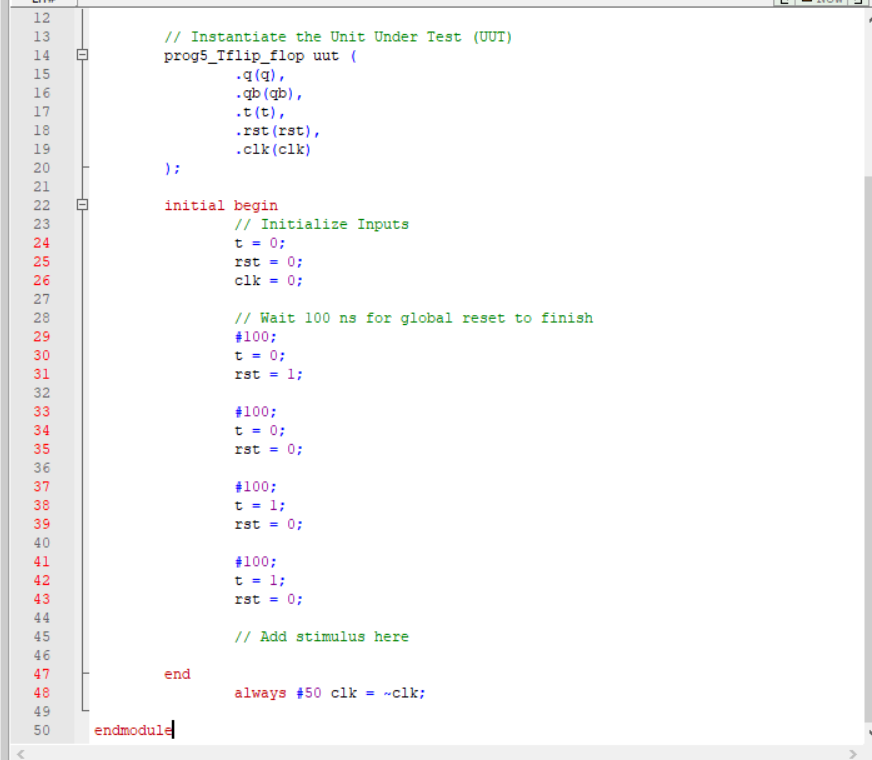 12
13 // Instantiate the Unit Under Test (UUT)
14 prog5_Tflip_flop uut (
15 .q(q),
16 .qb(qb),
17 .t(t),
18 .rst(rst),
19 .clk(clk)
20 );
21
22 initial begin
23 // Initialize Inputs
24 t = 0;
25 rst = 0;
26 clk = 0;
27
28 // Wait 100 ns for global reset to finish
29 #100;
30 t = 0;
31 rst = 1;
32
33 #100;
34 t = 0;
35 rst = 0;
36
37 #100;
38 t = 1;
39 rst = 0;
40
41 #100;
42 t = 1;
43 rst = 0;
44
45 // Add stimulus here
46
47 end
48 always #50 clk = ~clk;
49
50 endmodule